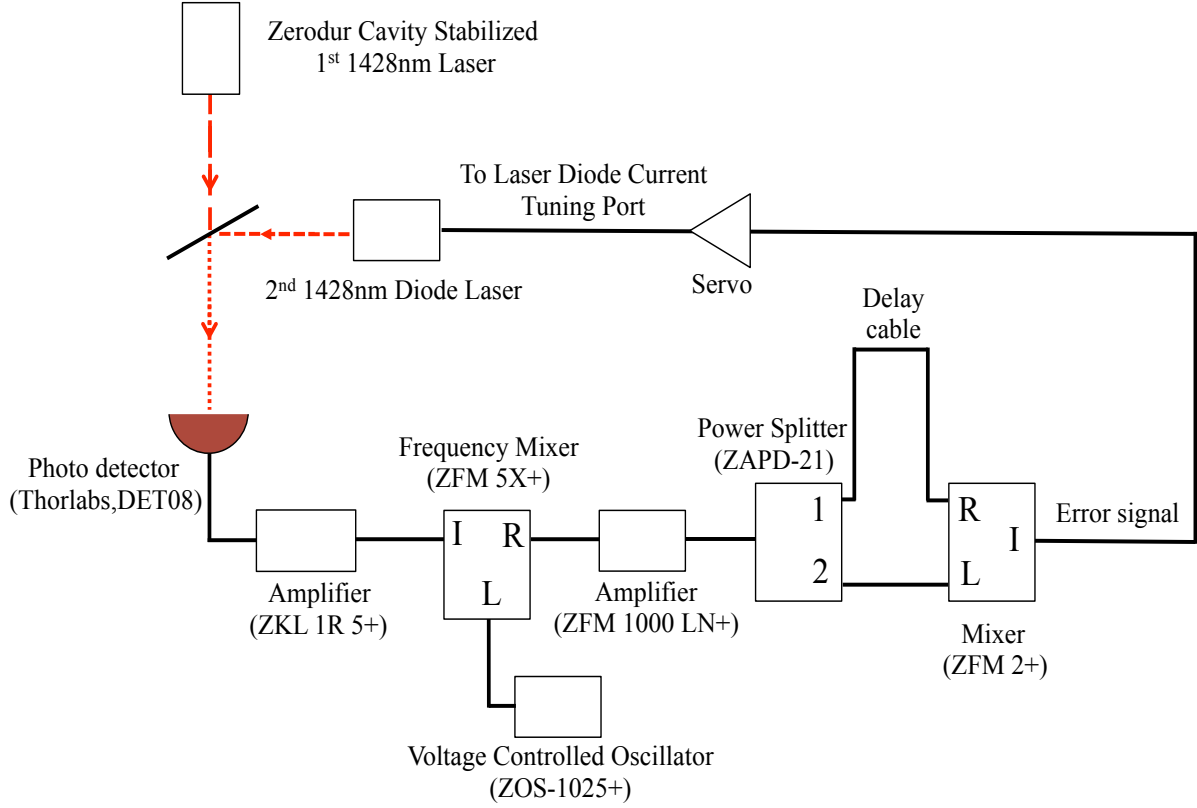 Zerodur Cavity Stabilized
1st 1428nm Laser
To Laser Diode Current
Tuning Port
2nd 1428nm Diode Laser
Servo
Delay
cable
Photo detector
(Thorlabs,DET08)
Frequency Mixer
(ZFM 5X+)
Power Splitter
(ZAPD-21)
I R
L
1
2
R
I
L
Error signal
Amplifier
(ZKL 1R 5+)
Amplifier
(ZFM 1000 LN+)
Mixer
(ZFM 2+)
Voltage Controlled Oscillator
(ZOS-1025+)